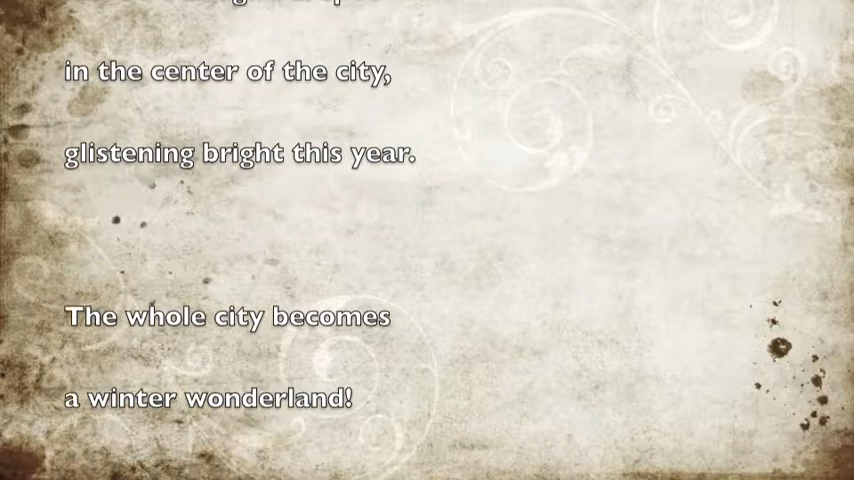 in the center of the city,
glistening bright this year.
The whole city becomes
a winter wonderland!